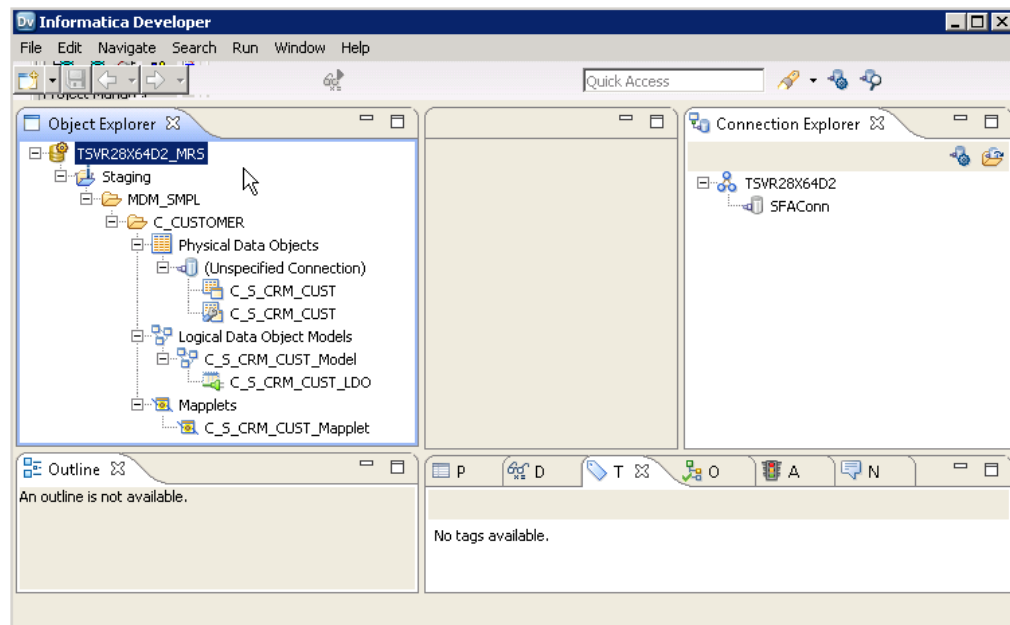 Dv Informatica Developer
File Edit Navigate Search Run Window Help
Quick Access
Object Explorer
TSVR28X64D2_MRS
Staging
MDM_SMPL
C_CUSTOMER
Physical Data Objects
(Unspecified Connection)
C_S_CRM_CUST
C_S_CRM_CUST
Logical Data Object Models
C_S_CRM_CUST_Model
C_S_CRM_CUST_LDO
Mapplets
C_S_CRM_CUST_Mapplet
Connection Explorer
TSVR28X64D2
SFAConn
Outline
An outline is not available.
P D T O A N
No tags available.